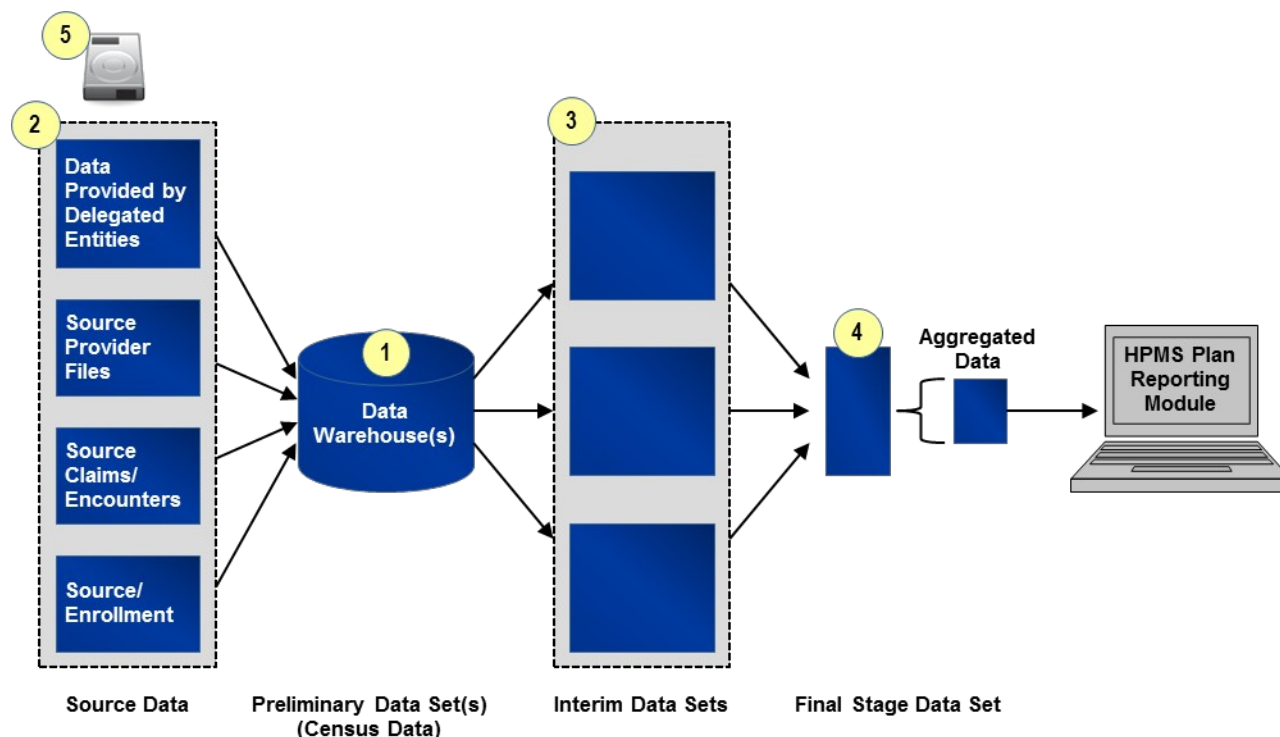 5
2
Data
Provided by
Delegated
Entities
Source
Provider
Files
Source
Claims/
Encounters
Source/
Enrollment
1
Data
Warehouse(s)
3
4
Aggregated
Data
HPMS Plan
Reporting
Module
Source Data
Preliminary Data Set(s)
(Census Data)
Interim Data Sets
Final Stage Data Set